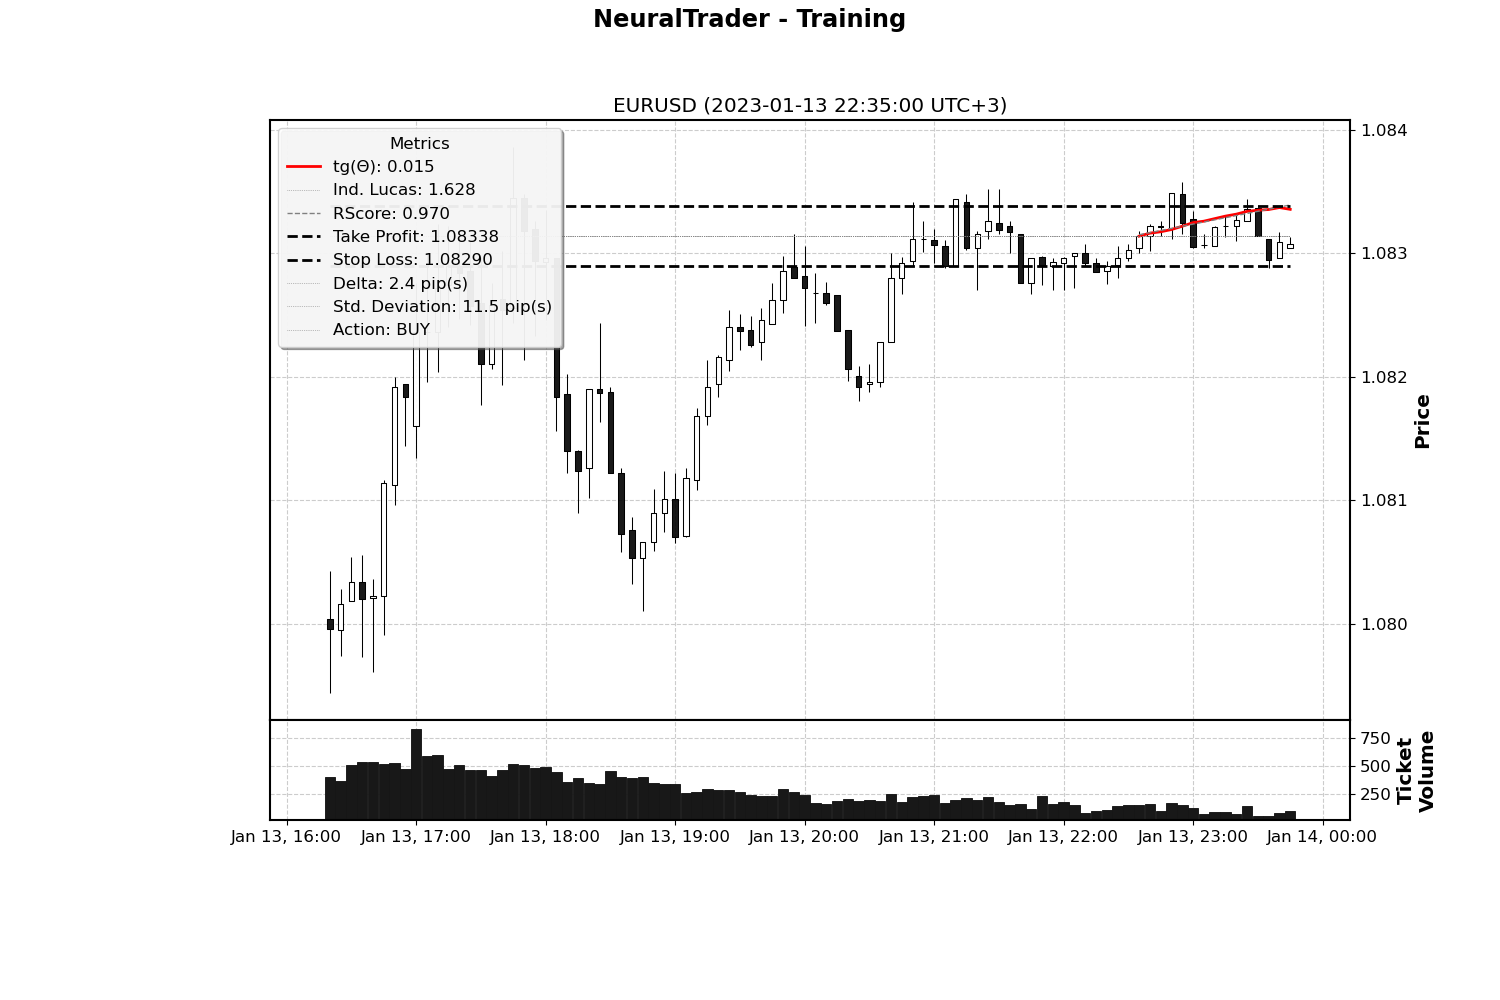 NeuralTrader - Training
EURUSD (2023-01-13 22:35:00 UTC+3)
Metrics
tg(Θ): 0.015
Ind. Lucas: 1.628
RScore: 0.970
Take Profit: 1.08338
Stop Loss: 1.08290
Delta: 2.4 pip(s)
Std. Deviation: 11.5 pip(s)
Action: BUY
1.084
1.083
1.082
1.081
1.080
Price
750
500
250
Ticket
Volume
Jan 13, 16:00 Jan 13, 17:00 Jan 13, 18:00 Jan 13, 19:00 Jan 13, 20:00 Jan 13, 21:00 Jan 13, 22:00 Jan 13, 23:00 Jan 14, 00:00